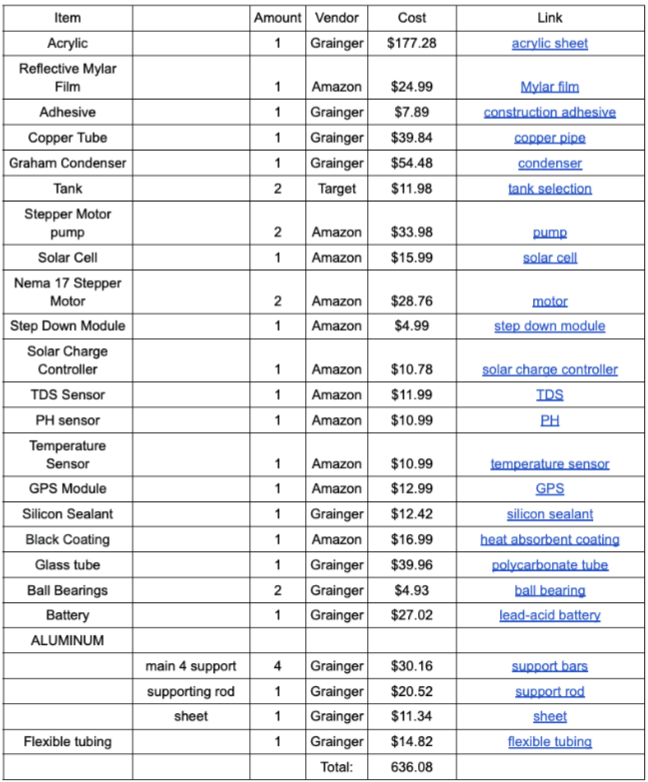 Item Amount Vendor Cost Link
Acrylic 1 Grainger $177.28 acrylic sheet
Reflective Mylar
Film 1 Amazon $24.99 Mylar film
Adhesive 1 Grainger $7.89 construction adhesive
Copper Tube 1 Grainger $39.84 copper pipe
Graham Condenser 1 Grainger $54.48 condenser
Tank 2 Target $11.98 tank selection
Stepper Motor
pump 2 Amazon $33.98 pump
Solar Cell 1 Amazon $15.99 solar cell
Nema 17 Stepper
Motor 2 Amazon $28.76 motor
Step Down Module 1 Amazon $4.99 step down module
Solar Charge
Controller 1 Amazon $10.78 solar charge controller
TDS Sensor 1 Amazon $11.99 TDS
PH sensor 1 Amazon $10.99 PH
Temperature
Sensor 1 Amazon $10.99 temperature sensor
GPS Module 1 Amazon $12.99 GPS
Silicon Sealant 1 Grainger $12.42 silicon sealant
Black Coating 1 Amazon $16.99 heat absorbent coating
Glass tube 1 Grainger $39.96 polycarbonate tube
Ball Bearings 2 Grainger $4.93 ball bearing
Battery 1 Grainger $27.02 lead-acid battery
ALUMINUM
main 4 support 4 Grainger $30.16 support bars
supporting rod 1 Grainger $20.52 support rod
sheet 1 Grainger $11.34 sheet
Flexible tubing 1 Grainger $14.82 flexible tubing
Total: 636.08